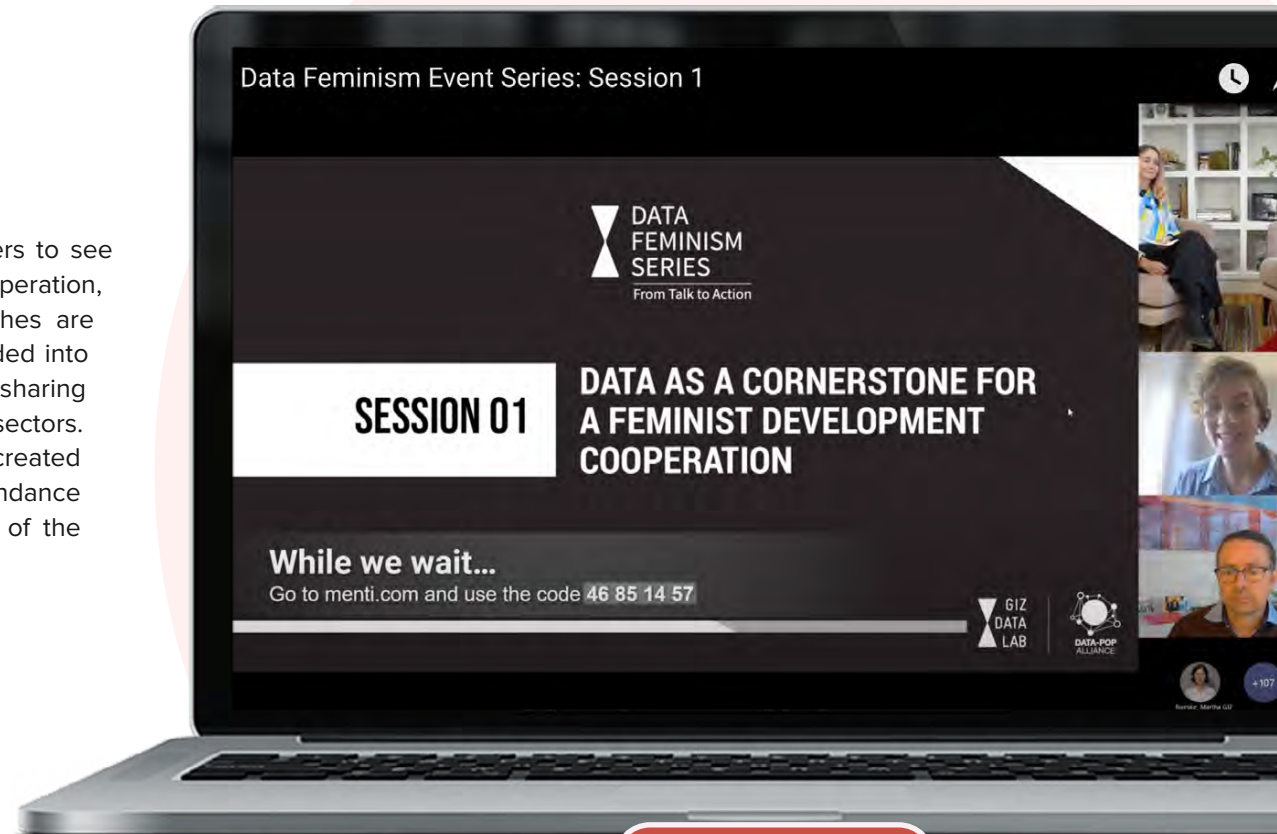 ers to see
peration,
hes are
ded into
sharing
sectors.
created
ndance
of the
Data Feminism Event Series: Session 1
DATA
FEMINISM
SERIES
From Talk to Action
SESSION 01
DATA AS A CORNERSTONE FOR
A FEMINIST DEVELOPMENT
COOPERATION
While we wait...
Go to menti.com and use the code 46 85 14 57
GIZ
DATA
LAB
DATA-POP
ALLIANCE
+107